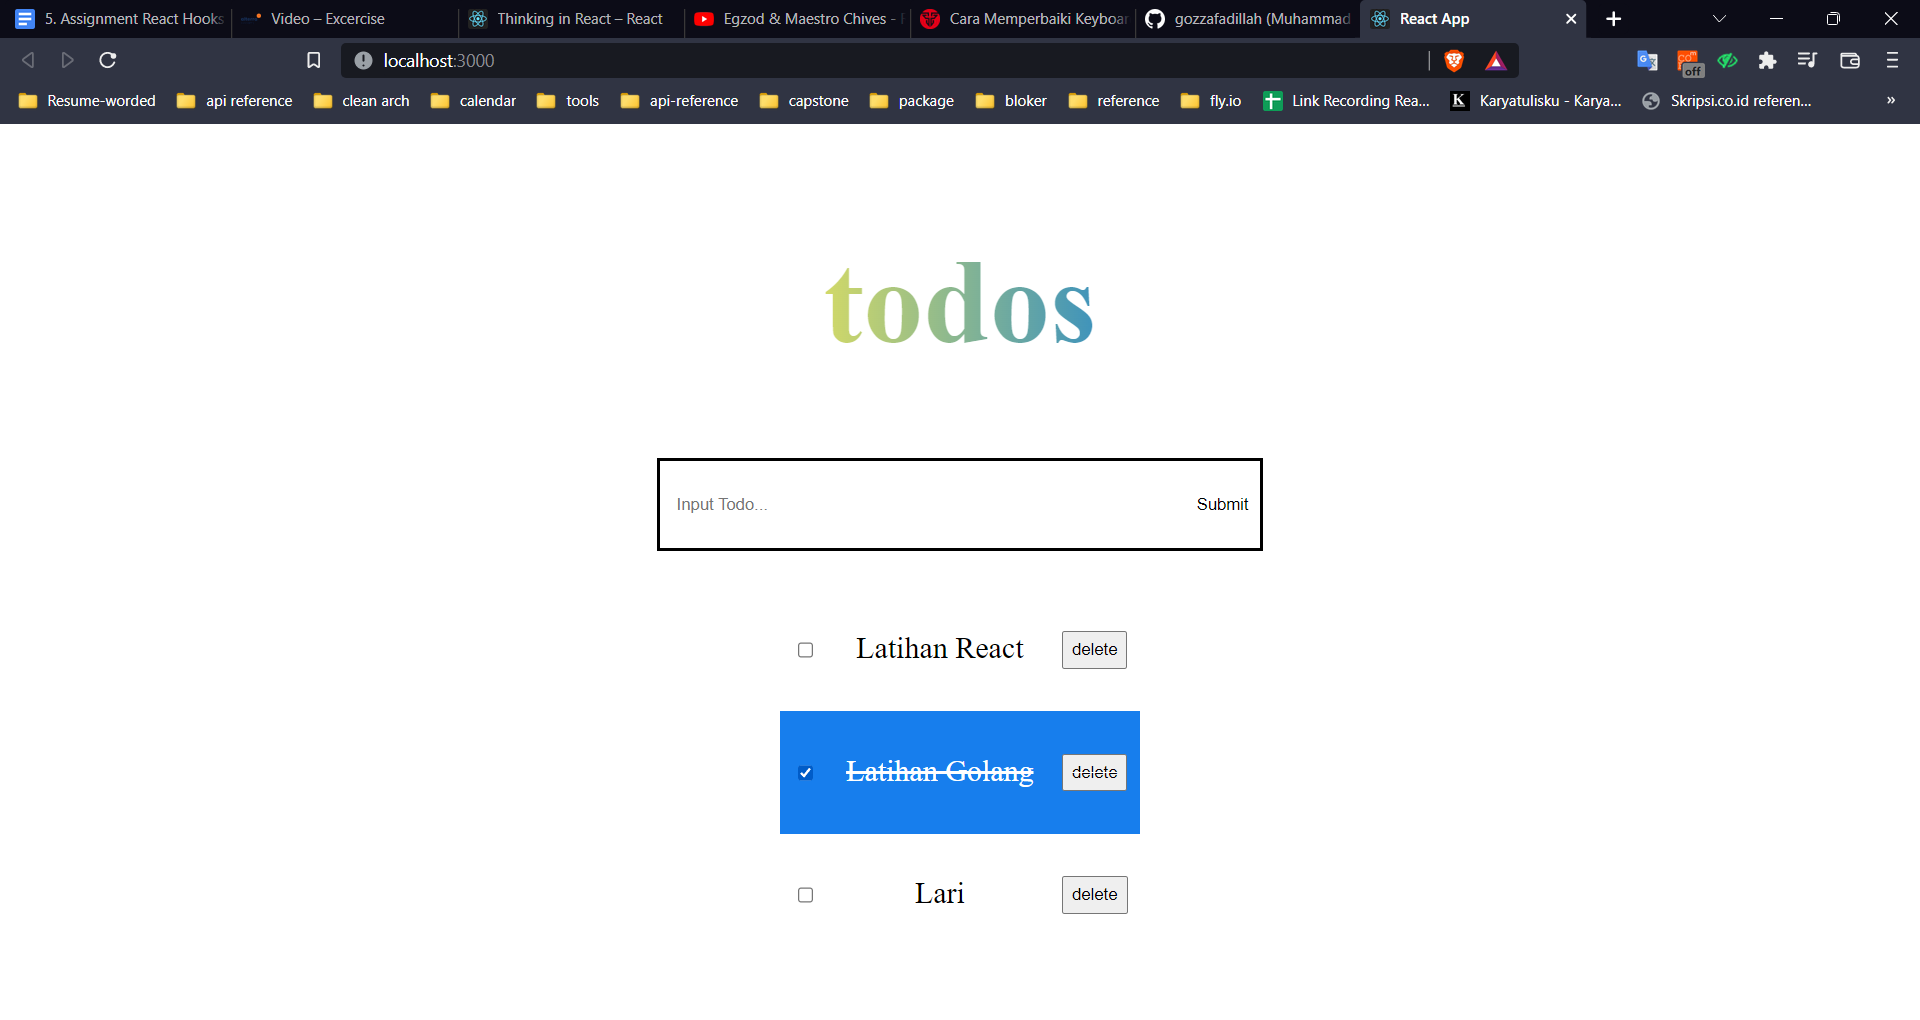 5. Assignment React Hooks
Video – Excercise
Thinking in React – React
Egzod & Maestro Chives -
Cara Memperbaiki Keyboar
gozzafadillah (Muhammad
React App
localhost:3000
off
Resume-worded
api reference
clean arch
calendar
tools
api-reference
capstone
package
bloker
reference
fly.io
Link Recording Rea...
K
Karyatulisku - Karya...
Skripsi.co.id referen...
»
todos
Input Todo...
Submit
Latihan React
delete
Latihan Golang
delete
Lari
delete